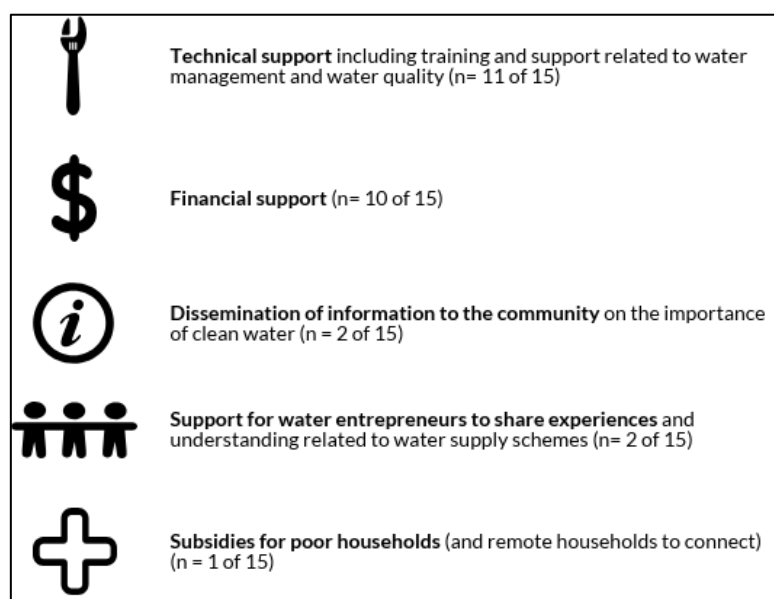 Technical support including training and support related to water
management and water quality (n= 11 of 15)
$
Financial support (n= 10 of 15)
i
Dissemination of information to the community on the importance
of clean water (n = 2 of 15)
Support for water entrepreneurs to share experiences and
understanding related to water supply schemes (n= 2 of 15)
Subsidies for poor households (and remote households to connect)
(n = 1 of 15)